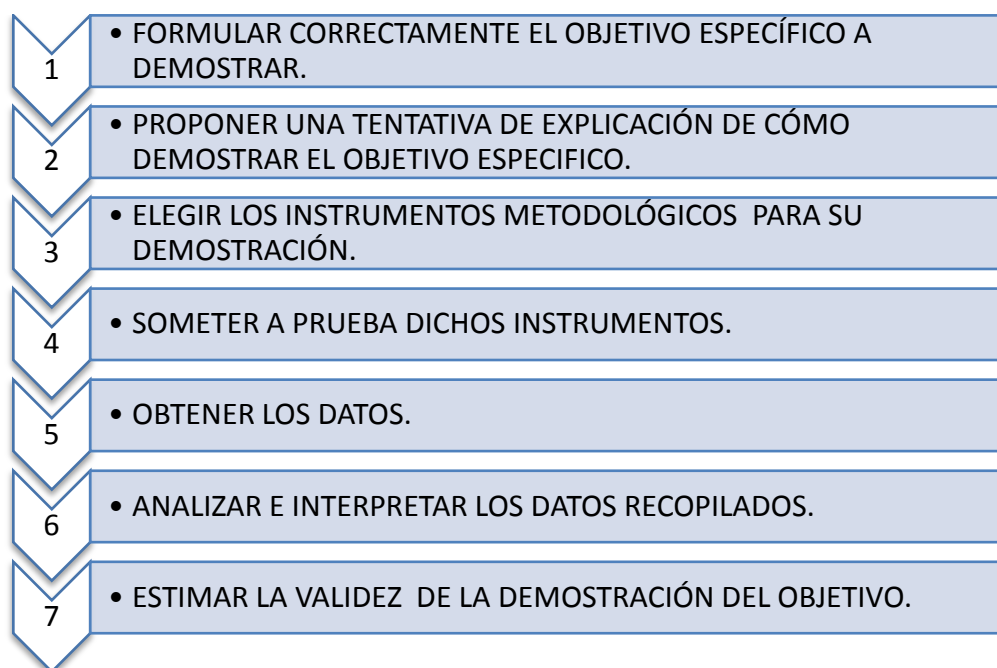 1
• FORMULAR CORRECTAMENTE EL OBJETIVO ESPECÍFICO A
DEMOSTRAR.
2
• PROPONER UNA TENTATIVA DE EXPLICACIÓN DE CÓMO
DEMOSTRAR EL OBJETIVO ESPECIFICO.
3
• ELEGIR LOS INSTRUMENTOS METODOLÓGICOS  PARA SU
DEMOSTRACIÓN.
4
• SOMETER A PRUEBA DICHOS INSTRUMENTOS.
5
• OBTENER LOS DATOS.
6
• ANALIZAR E INTERPRETAR LOS DATOS RECOPILADOS.
7
• ESTIMAR LA VALIDEZ  DE LA DEMOSTRACIÓN DEL OBJETIVO.